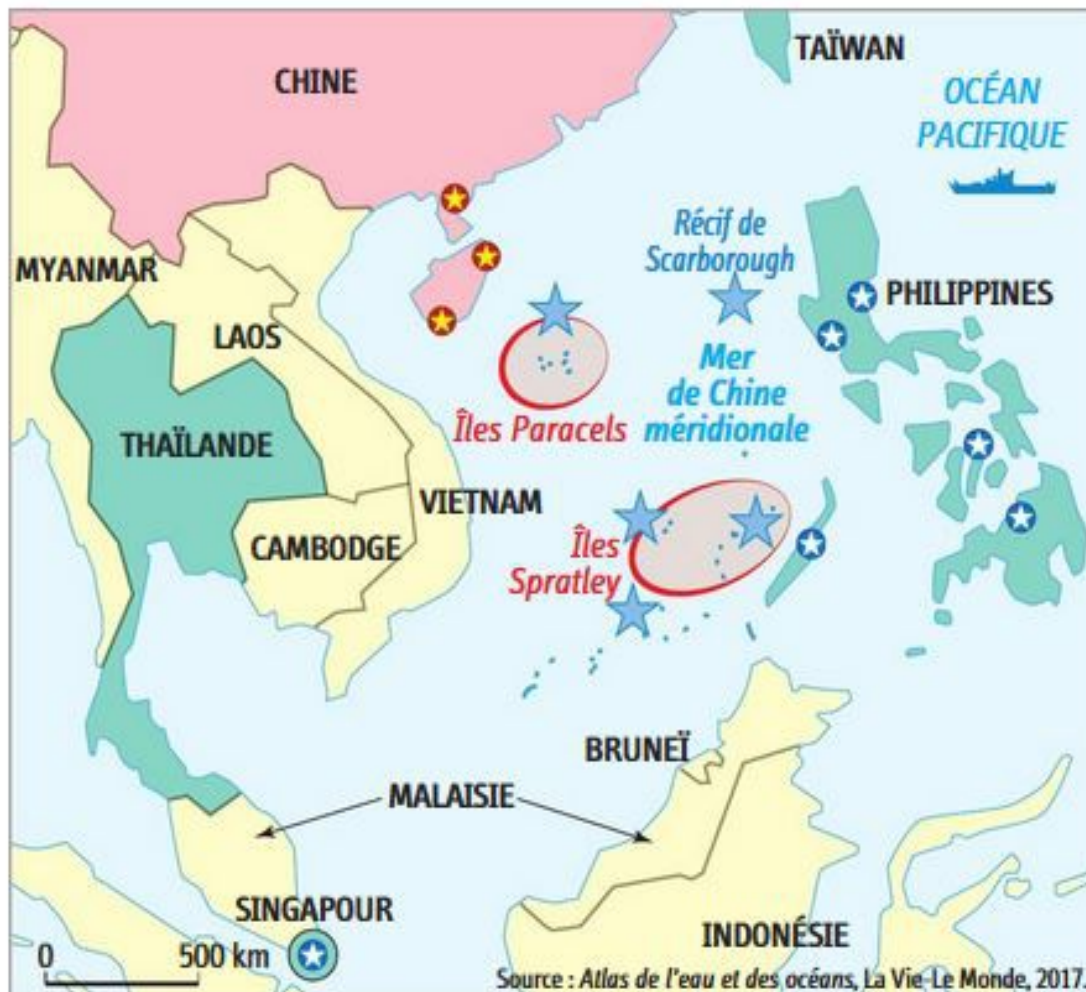 CHINE
TAÏWAN
OCÉAN
PACIFIQUE
MYANMAR
LAOS
Récif de
Scarborough
PHILIPPINES
THAÏLANDE
Îles Paracels
Mer
de Chine
méridionale
VIETNAM
CAMBODGE
Îles
Spratley
BRUNEÏ
MALAISIE
SINGAPOUR
INDONÉSIE
0 500 km
Source : Atlas de l'eau et des océans, La Vie-Le Monde, 2017.